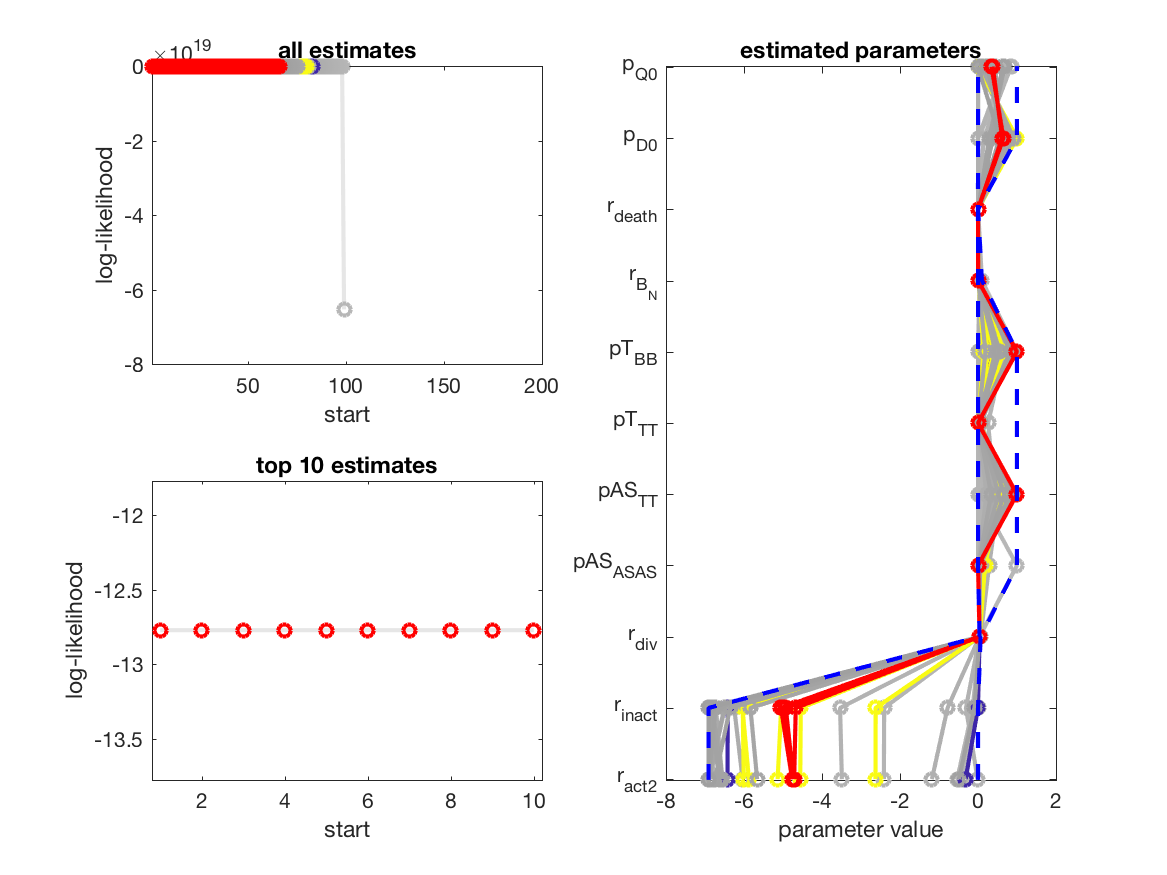 all estimates
×10^19
0
-2
-4
-6
-8
50
100
150
200
log-likelihood
start
top 10 estimates
-12
-12.5
-13
-13.5
2
4
6
8
10
log-likelihood
start
estimated parameters
p_Q0
p_D0
r_death
r_B_N
pT_BB
pT_TT
pAS_TT
pAS_ASAS
r_div
r_inact
r_act2
-8
-6
-4
-2
0
2
parameter value